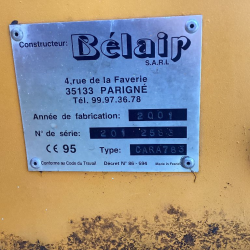 Constructeur: Bélair
S.A.R.L
4, rue de la Faverie
35133 PARIGNÉ
Tél. 99.97.36.78
Année de fabrication: 2001
N° de série: 201 2583
CE 95 Type: CARA763
Conforme au Code du Travail Décret N° 86 - 594 Made in France